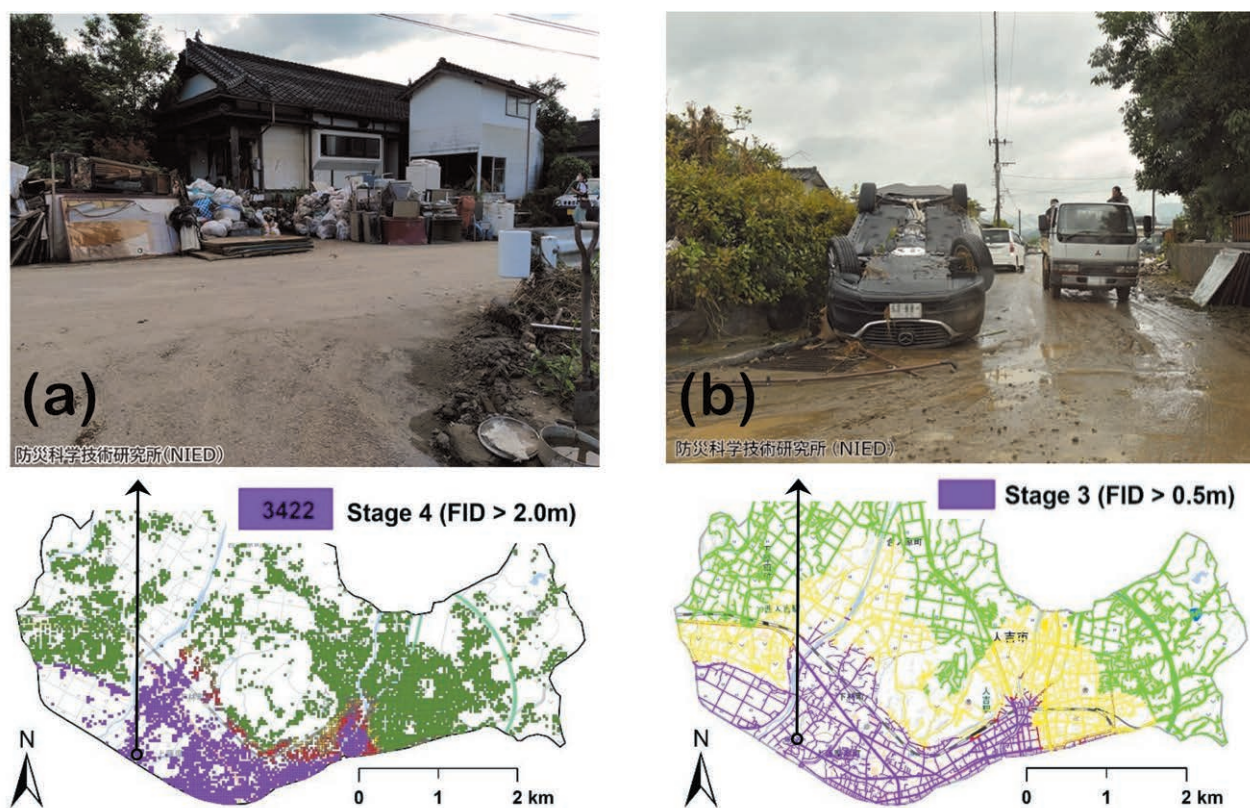 (a)
防災科学技術研究所(NIED)
(b)
防災科学技術研究所 (NIED)
3422 Stage 4 (FID > 2.0m)
N
0 1 2 km
Stage 3 (FID > 0.5m)
人吉市
N
0 1 2 km